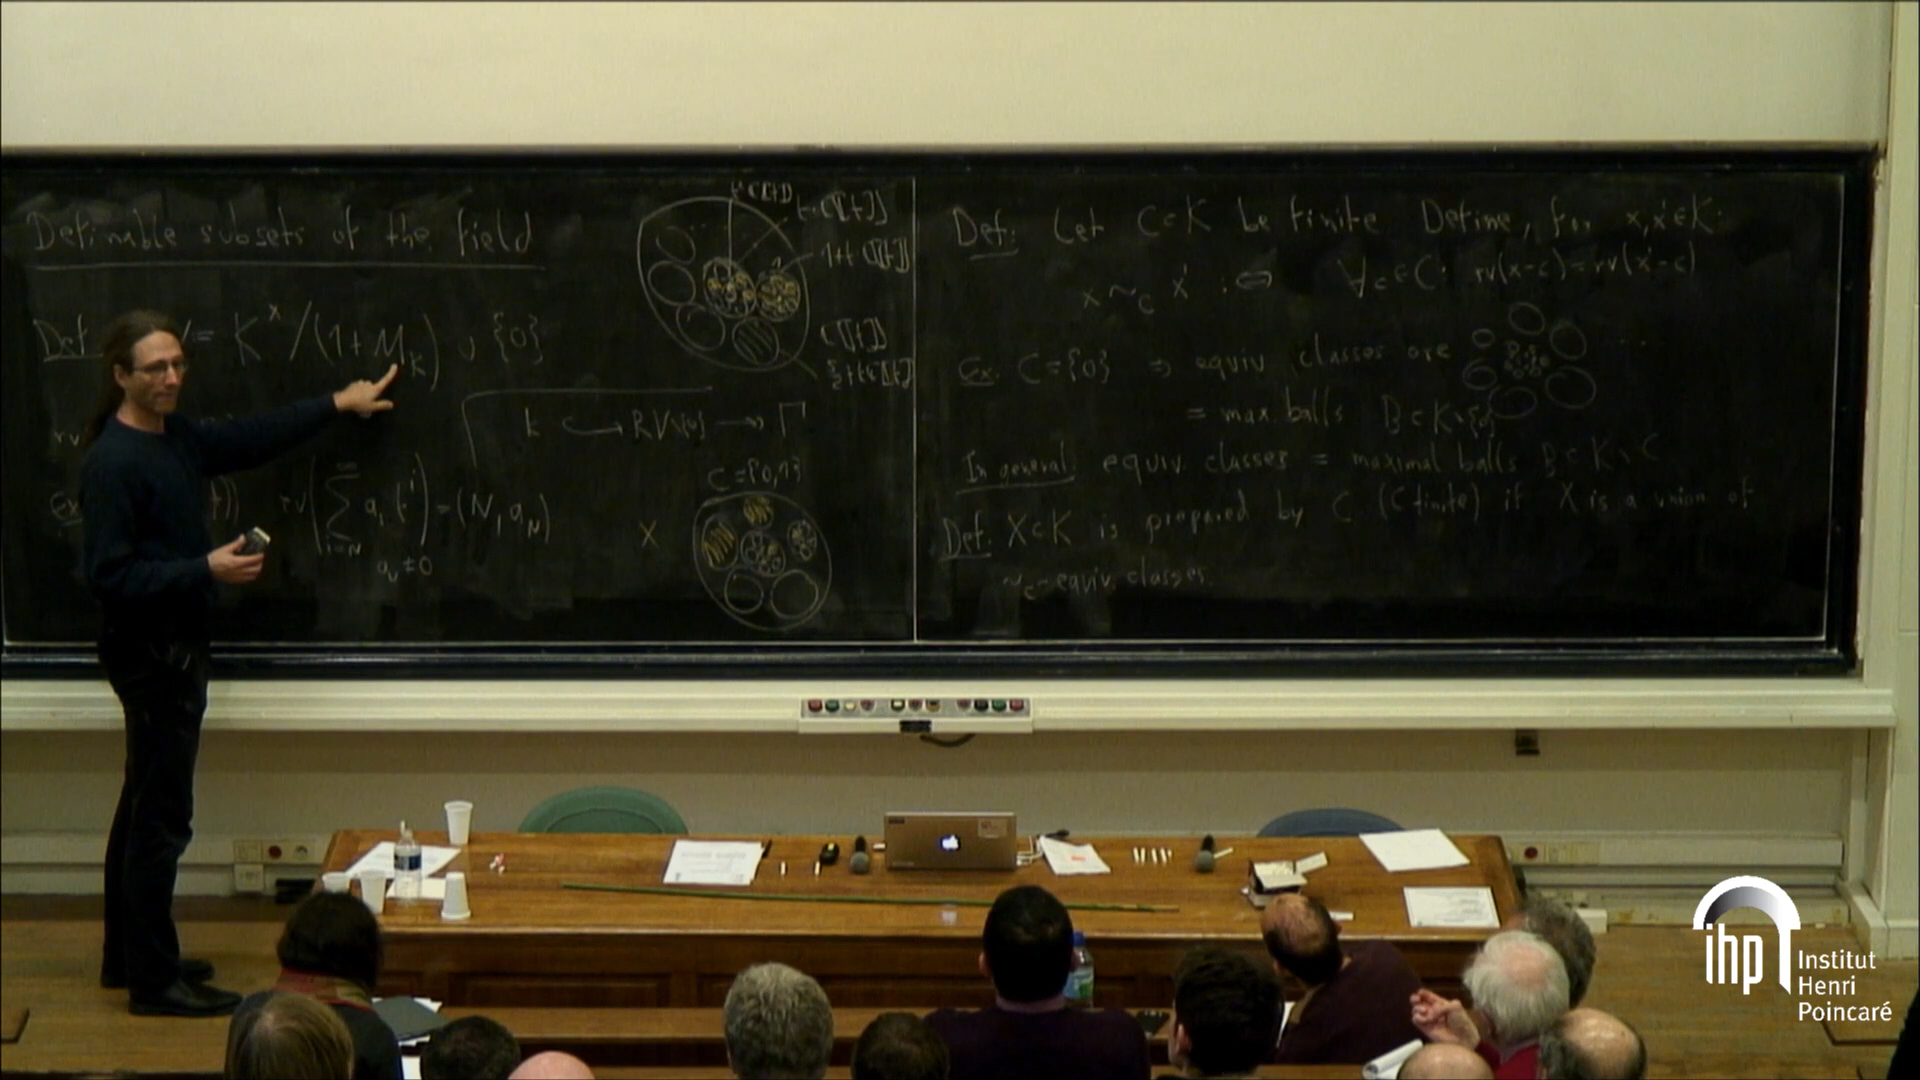 Definable subsets of the field
Def = K^× / (1+M_K) ∪ {0}
k ↪ RV\{0} ↠ Γ
rv
Ex t)) rv(∑_{i=N}^∞ a_i t^i) = (N, a_N)
a_N ≠ 0
t·C[[t]]
1+t·C[[t]]
C[[t]]
C = {0,1}
X
Def: Let C⊂K be finite Define, for x,x'∈K:
x ~_C x' :⇔ ∀c∈C: rv(x-c)=rv(x'-c)
Ex: C={0} ⇒ equiv classes are ...
= max. balls B⊂K\{0}
In general: equiv. classes = maximal balls B⊂K\C
Def: X⊂K is prepared by C (C finite) if X is a union of
~_C-equiv. classes.
ihp
Institut
Henri
Poincaré